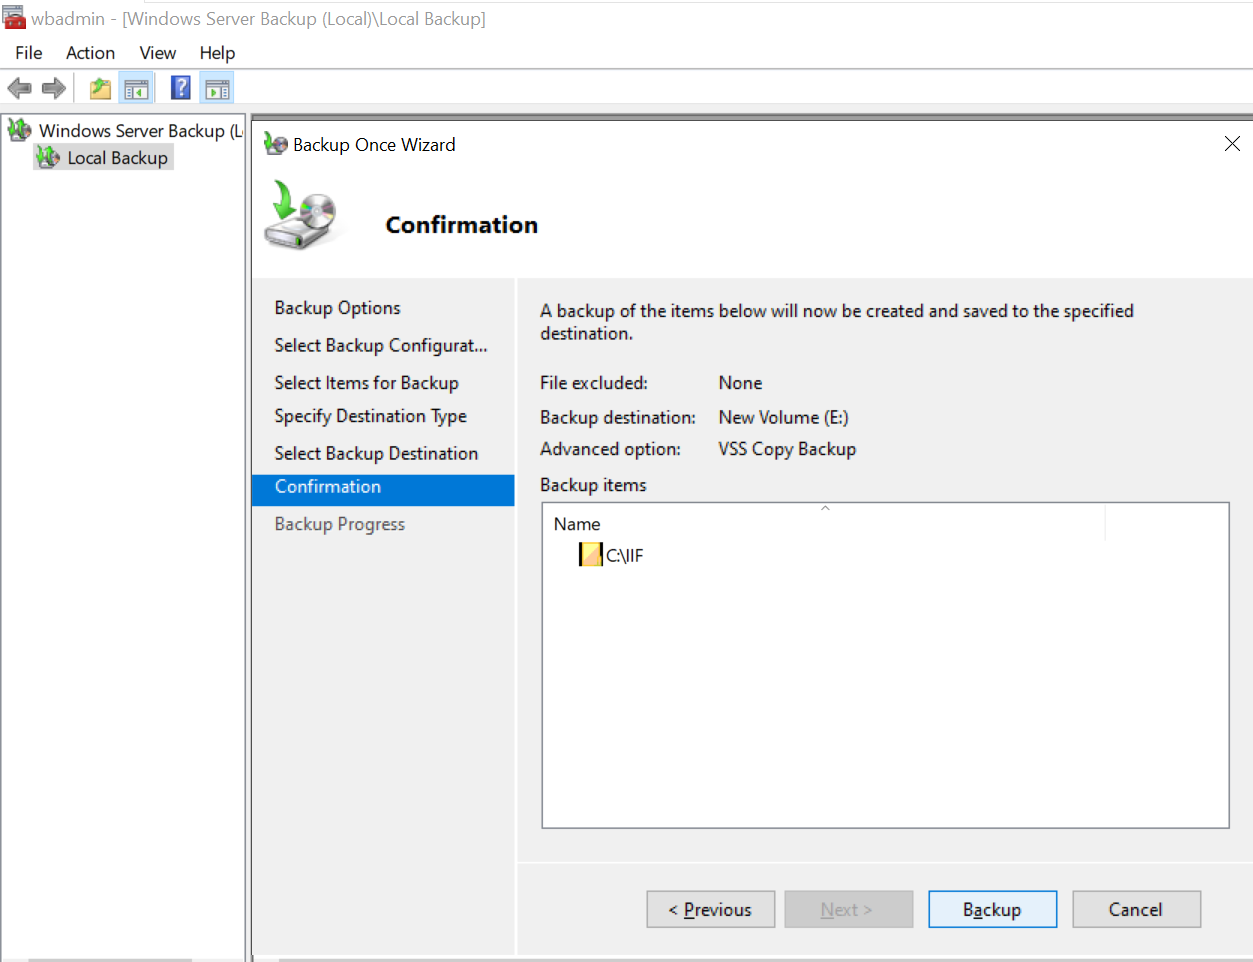 wbadmin - [Windows Server Backup (Local)\Local Backup]
File Action View Help
?
Windows Server Backup (L
Local Backup
Backup Once Wizard
Confirmation
Backup Options
Select Backup Configurat...
Select Items for Backup
Specify Destination Type
Select Backup Destination
Confirmation
Backup Progress
A backup of the items below will now be created and saved to the specified
destination.
File excluded: None
Backup destination: New Volume (E:)
Advanced option: VSS Copy Backup
Backup items
Name
C:\IIF
< Previous Next > Backup Cancel